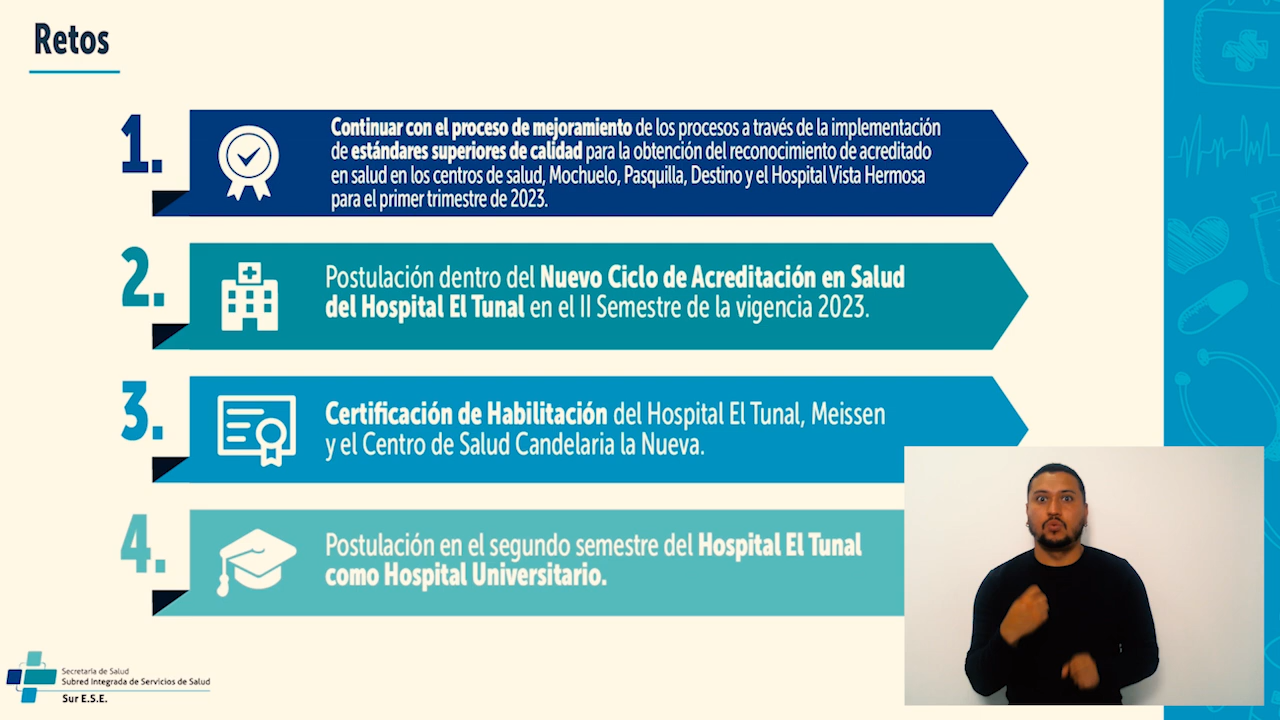 Retos
1.
Continuar con el proceso de mejoramiento de los procesos a través de la implementación
de estándares superiores de calidad para la obtención del reconocimiento de acreditado
en salud en los centros de salud, Mochuelo, Pasquilla, Destino y el Hospital Vista Hermosa
para el primer trimestre de 2023.
2.
Postulación dentro del Nuevo Ciclo de Acreditación en Salud
del Hospital El Tunal en el II Semestre de la vigencia 2023.
3.
Certificación de Habilitación del Hospital El Tunal, Meissen
y el Centro de Salud Candelaria la Nueva.
4.
Postulación en el segundo semestre del Hospital El Tunal
como Hospital Universitario.
Secretaría de Salud
Subred Integrada de Servicios de Salud
Sur E.S.E.